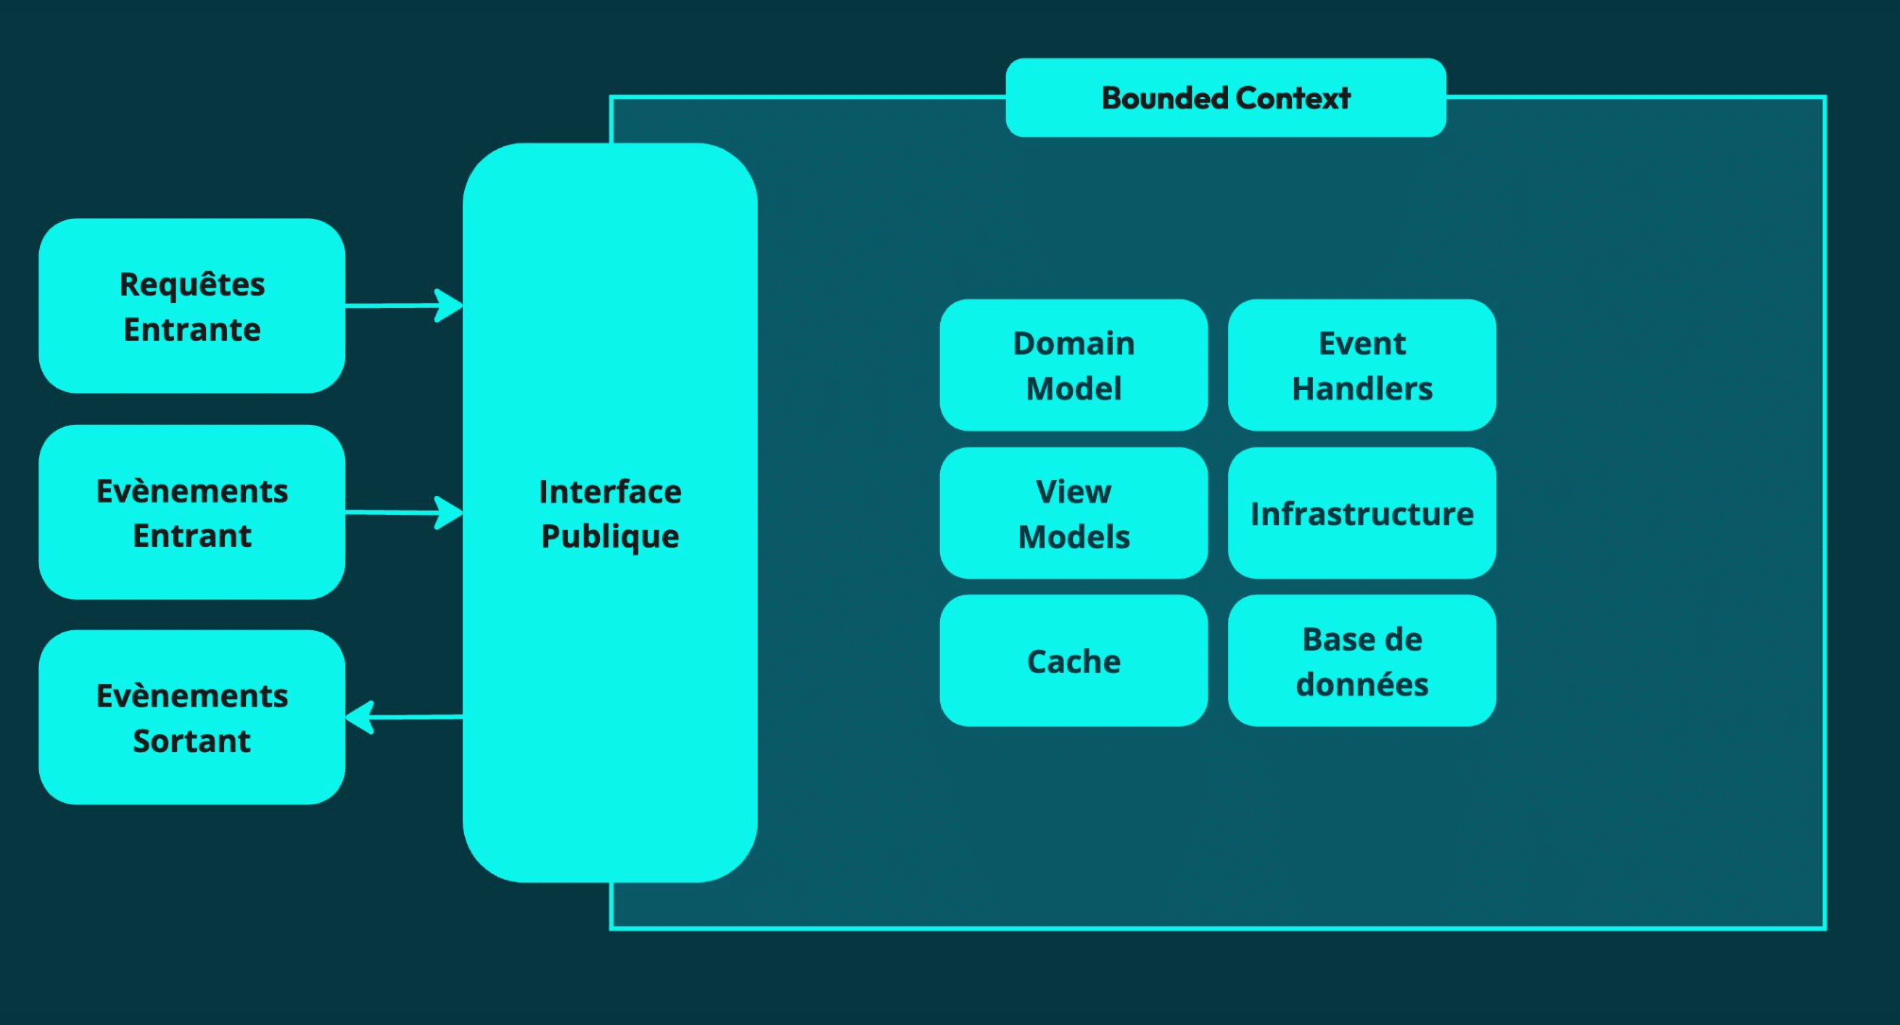 Bounded Context
Requêtes
Entrante
Evènements
Entrant
Evènements
Sortant
Interface
Publique
Domain
Model
Event
Handlers
View
Models
Infrastructure
Cache
Base de
données